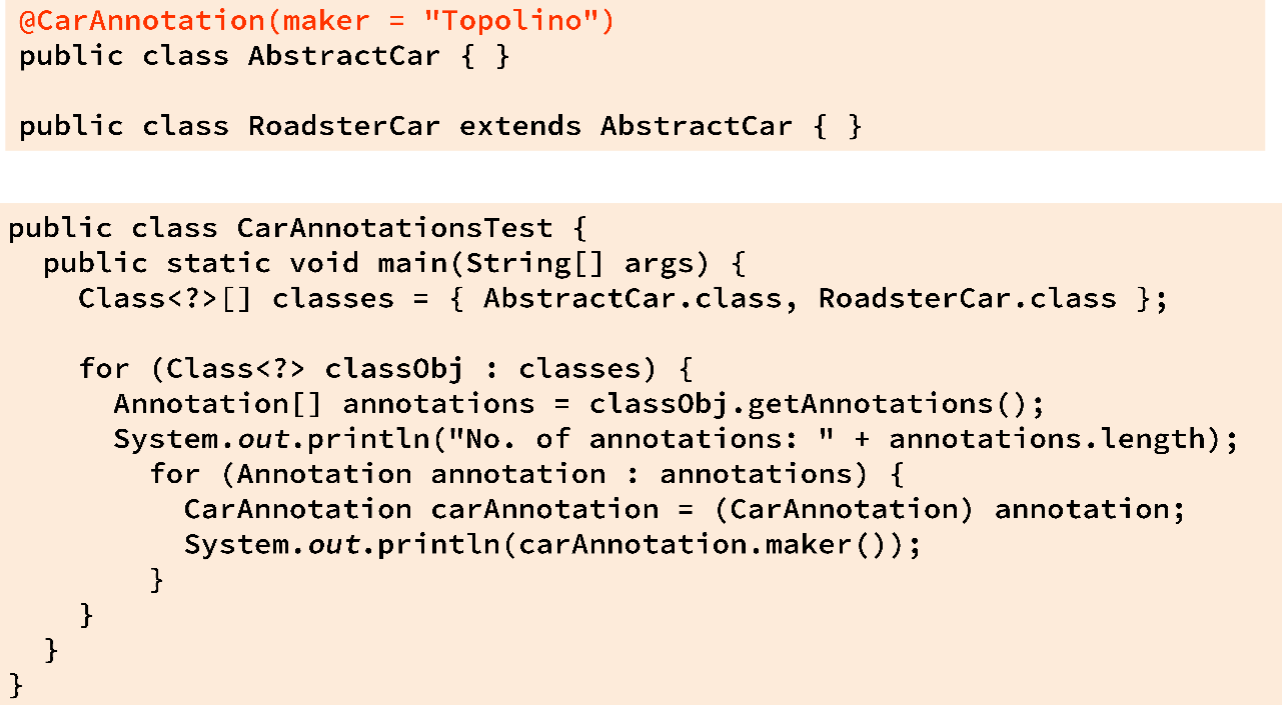 @CarAnnotation(maker = "Topolino")
public class AbstractCar { }
public class RoadsterCar extends AbstractCar { }
public class CarAnnotationsTest {
public static void main(String[] args) {
Class<?>[] classes = { AbstractCar.class, RoadsterCar.class };
for (Class<?> classObj : classes) {
Annotation[] annotations = classObj.getAnnotations();
System.out.println("No. of annotations: " + annotations.length);
for (Annotation annotation : annotations) {
CarAnnotation carAnnotation = (CarAnnotation) annotation;
System.out.println(carAnnotation.maker());
}
}
}
}